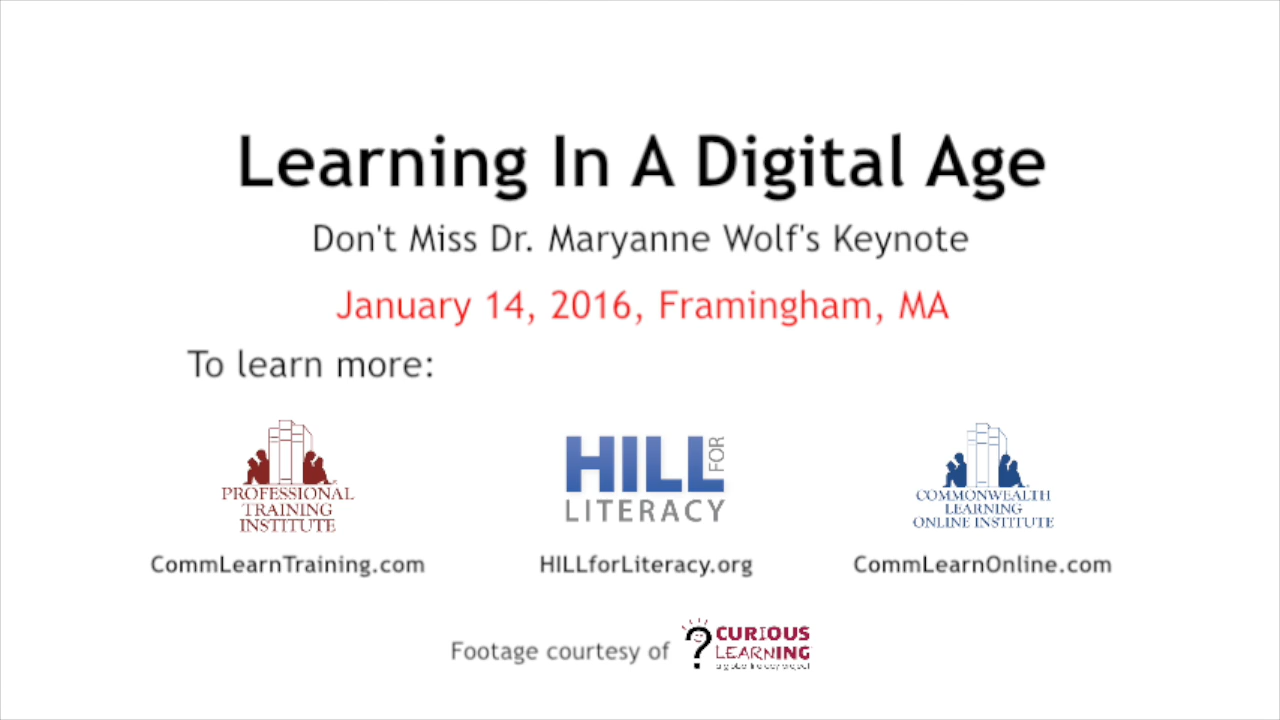 Learning In A Digital Age
Don't Miss Dr. Maryanne Wolf's Keynote
January 14, 2016, Framingham, MA
To learn more:
PROFESSIONAL
TRAINING
INSTITUTE
CommLearnTraining.com
HILL FOR
LITERACY
HILLforLiteracy.org
COMMONWEALTH
LEARNING
ONLINE INSTITUTE
CommLearnOnline.com
Footage courtesy of
CURIOUS
LEARNING